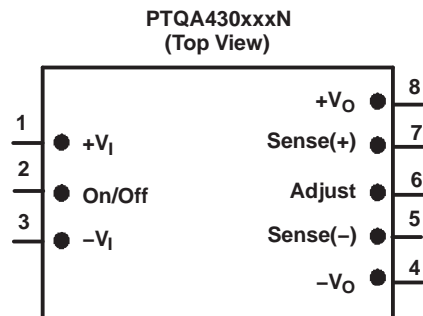 PTQA430xxxN
(Top View)
1
+VI
2
On/Off
3
−VI
+VO
8
Sense(+)
7
Adjust
6
Sense(−)
5
−VO
4